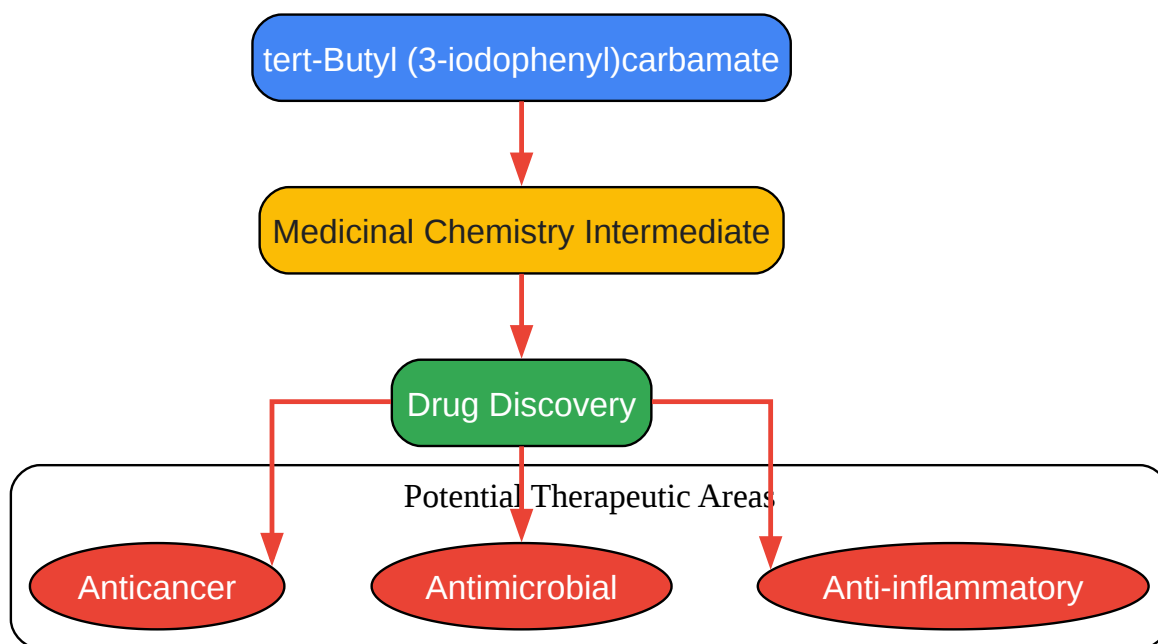 tert-Butyl (3-iodophenyl)carbamate
Medicinal Chemistry Intermediate
Drug Discovery
Potential Therapeutic Areas
Anticancer
Antimicrobial
Anti-inflammatory